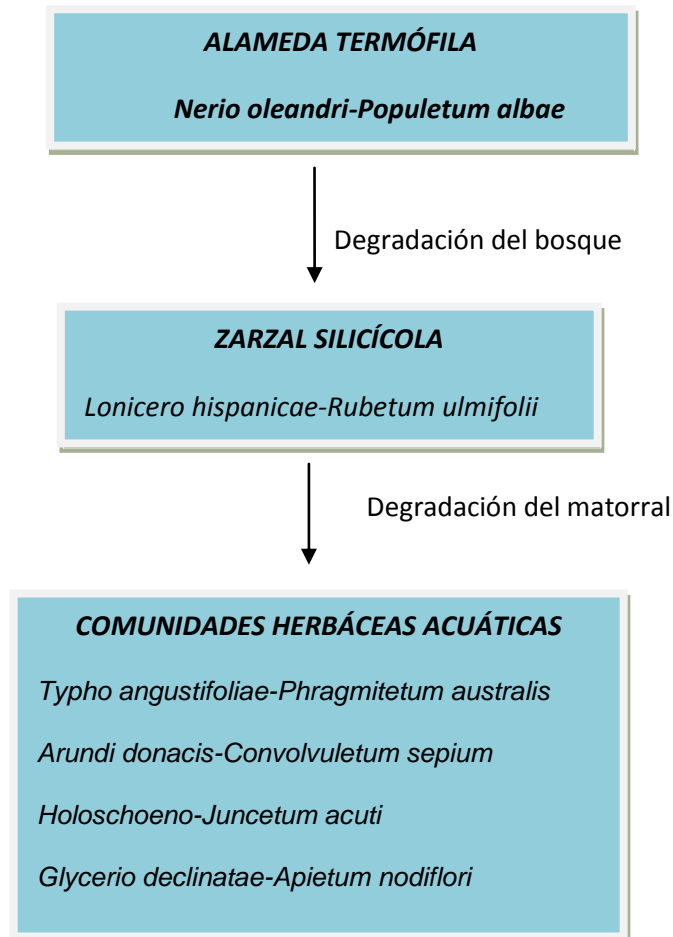 ALAMEDA TERMÓFILA
Nerio oleandri-Populetum albae
Degradación del bosque
ZARZAL SILICÍCOLA
Lonicero hispanicae-Rubetum ulmifolii
Degradación del matorral
COMUNIDADES HERBÁCEAS ACUÁTICAS
Typho angustifoliae-Phragmitetum australis
Arundi donacis-Convolvuletum sepium
Holoschoeno-Juncetum acuti
Glycerio declinatae-Apietum nodiflori